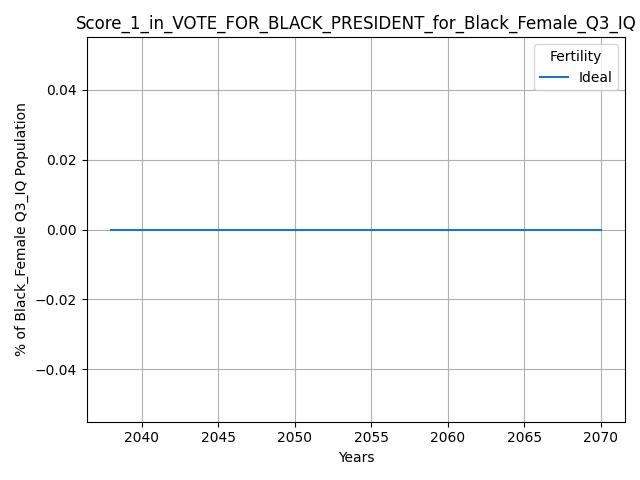 Score_1_in_VOTE_FOR_BLACK_PRESIDENT_for_Black_Female_Q3_IQ
Fertility
Ideal
% of Black_Female Q3_IQ Population
0.04
0.02
0.00
−0.02
−0.04
2040 2045 2050 2055 2060 2065 2070
Years